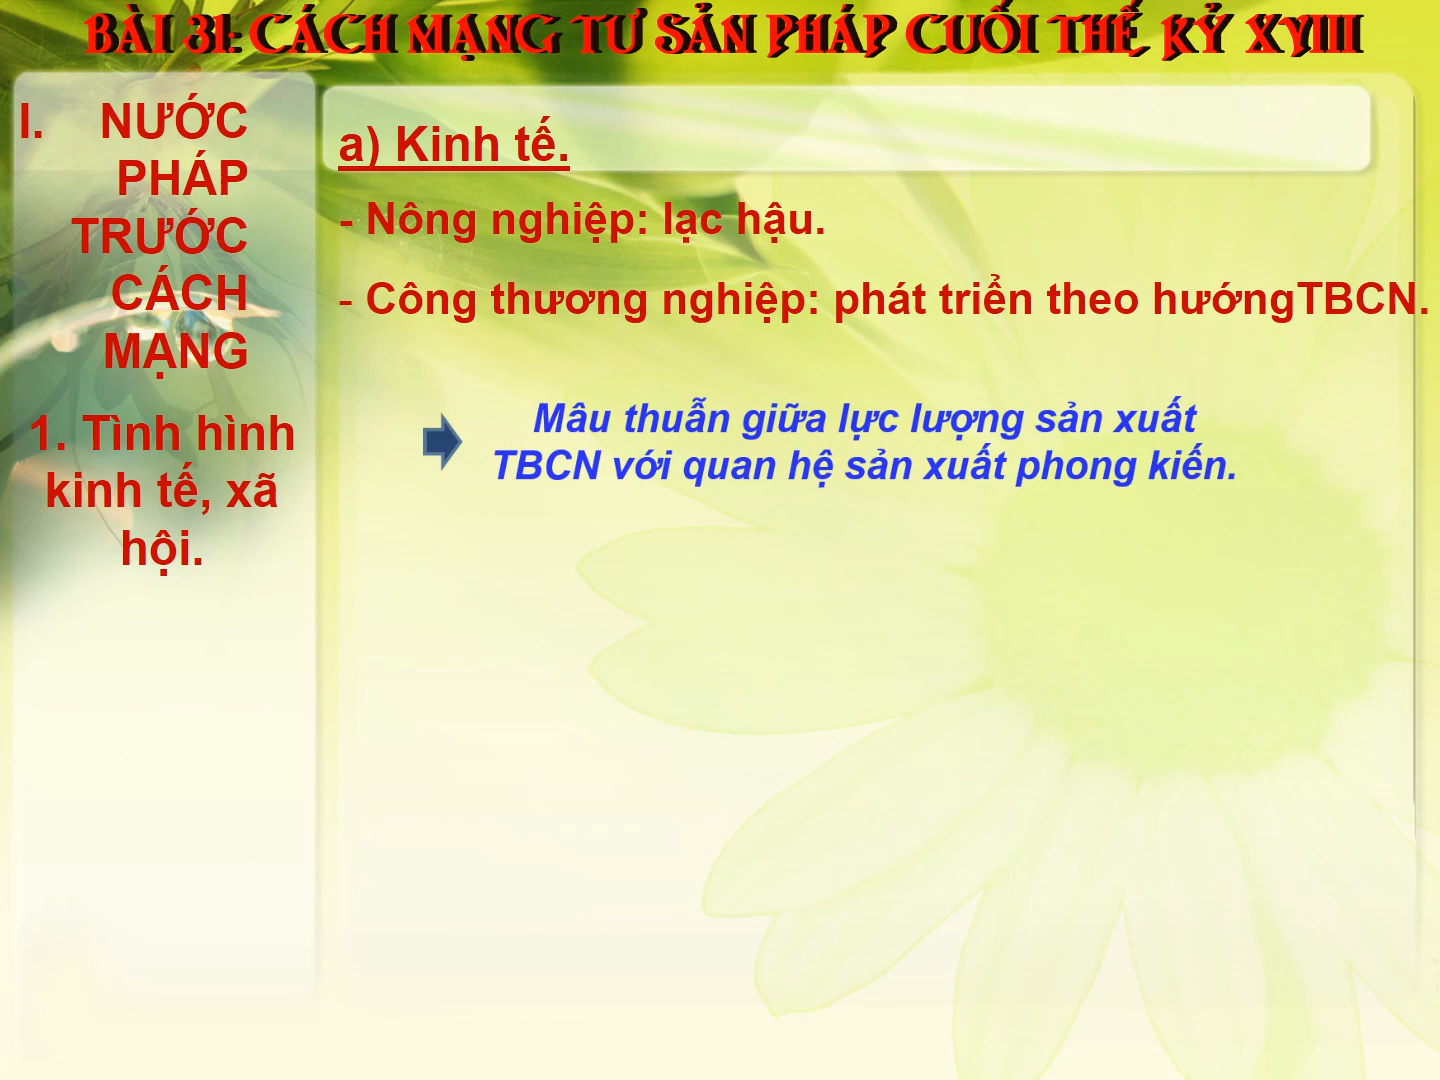 BÀI 31: CÁCH MẠNG TƯ SẢN PHÁP CUỐI THẾ KỶ XVIII
I. NƯỚC
PHÁP
TRƯỚC
CÁCH
MẠNG
1. Tình hình
kinh tế, xã
hội.
a) Kinh tế.
- Nông nghiệp: lạc hậu.
- Công thương nghiệp: phát triển theo hướngTBCN.
Mâu thuẫn giữa lực lượng sản xuất
TBCN với quan hệ sản xuất phong kiến.